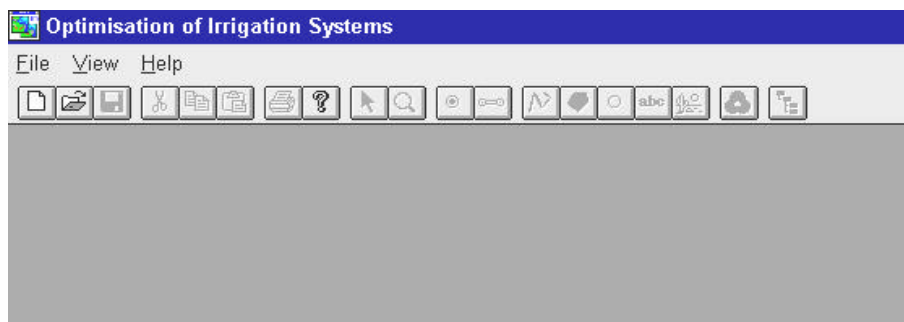 Optimisation of Irrigation Systems
File View Help
? abc